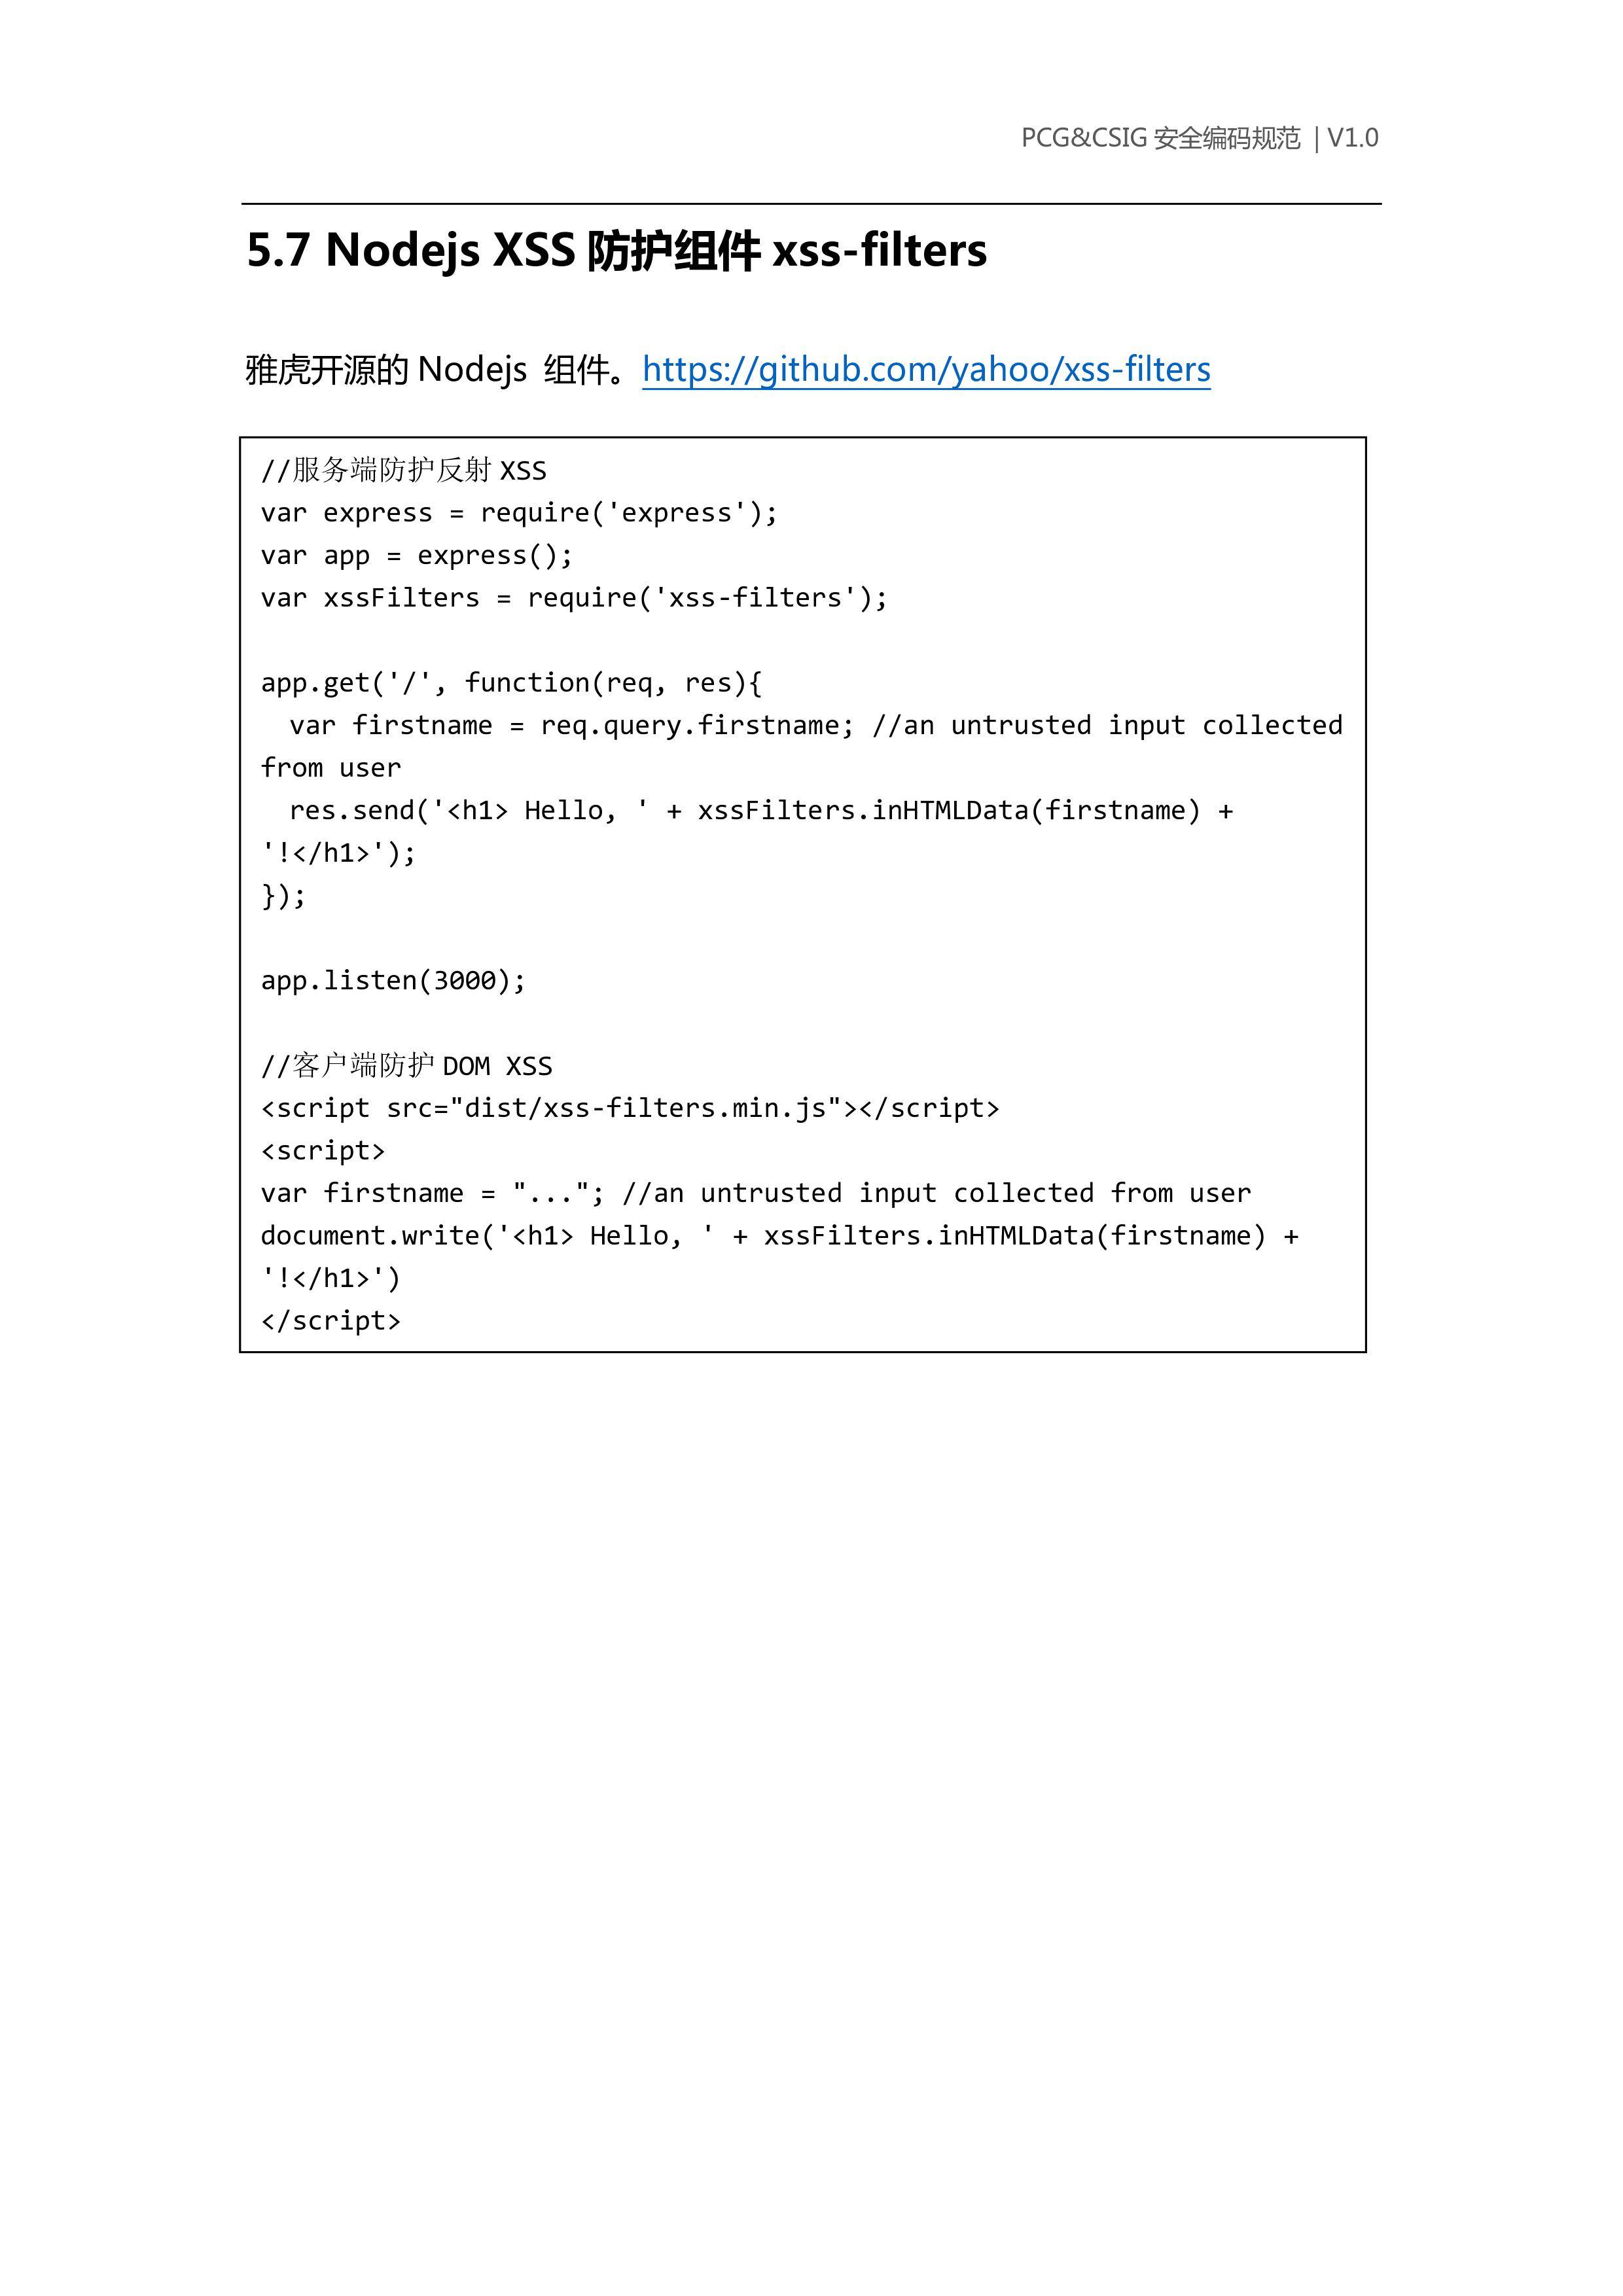 PCG&CSIG 安全编码规范 | V1.0
5.7 Nodejs XSS 防护组件 xss-filters
雅虎开源的 Nodejs 组件。https://github.com/yahoo/xss-filters
//服务端防护反射 XSS
var express = require('express');
var app = express();
var xssFilters = require('xss-filters');
app.get('/', function(req, res){
  var firstname = req.query.firstname; //an untrusted input collected
from user
  res.send('<h1> Hello, ' + xssFilters.inHTMLData(firstname) +
'!</h1>');
});
app.listen(3000);
//客户端防护 DOM XSS
<script src="dist/xss-filters.min.js"></script>
<script>
var firstname = "..."; //an untrusted input collected from user
document.write('<h1> Hello, ' + xssFilters.inHTMLData(firstname) +
'!</h1>')
</script>